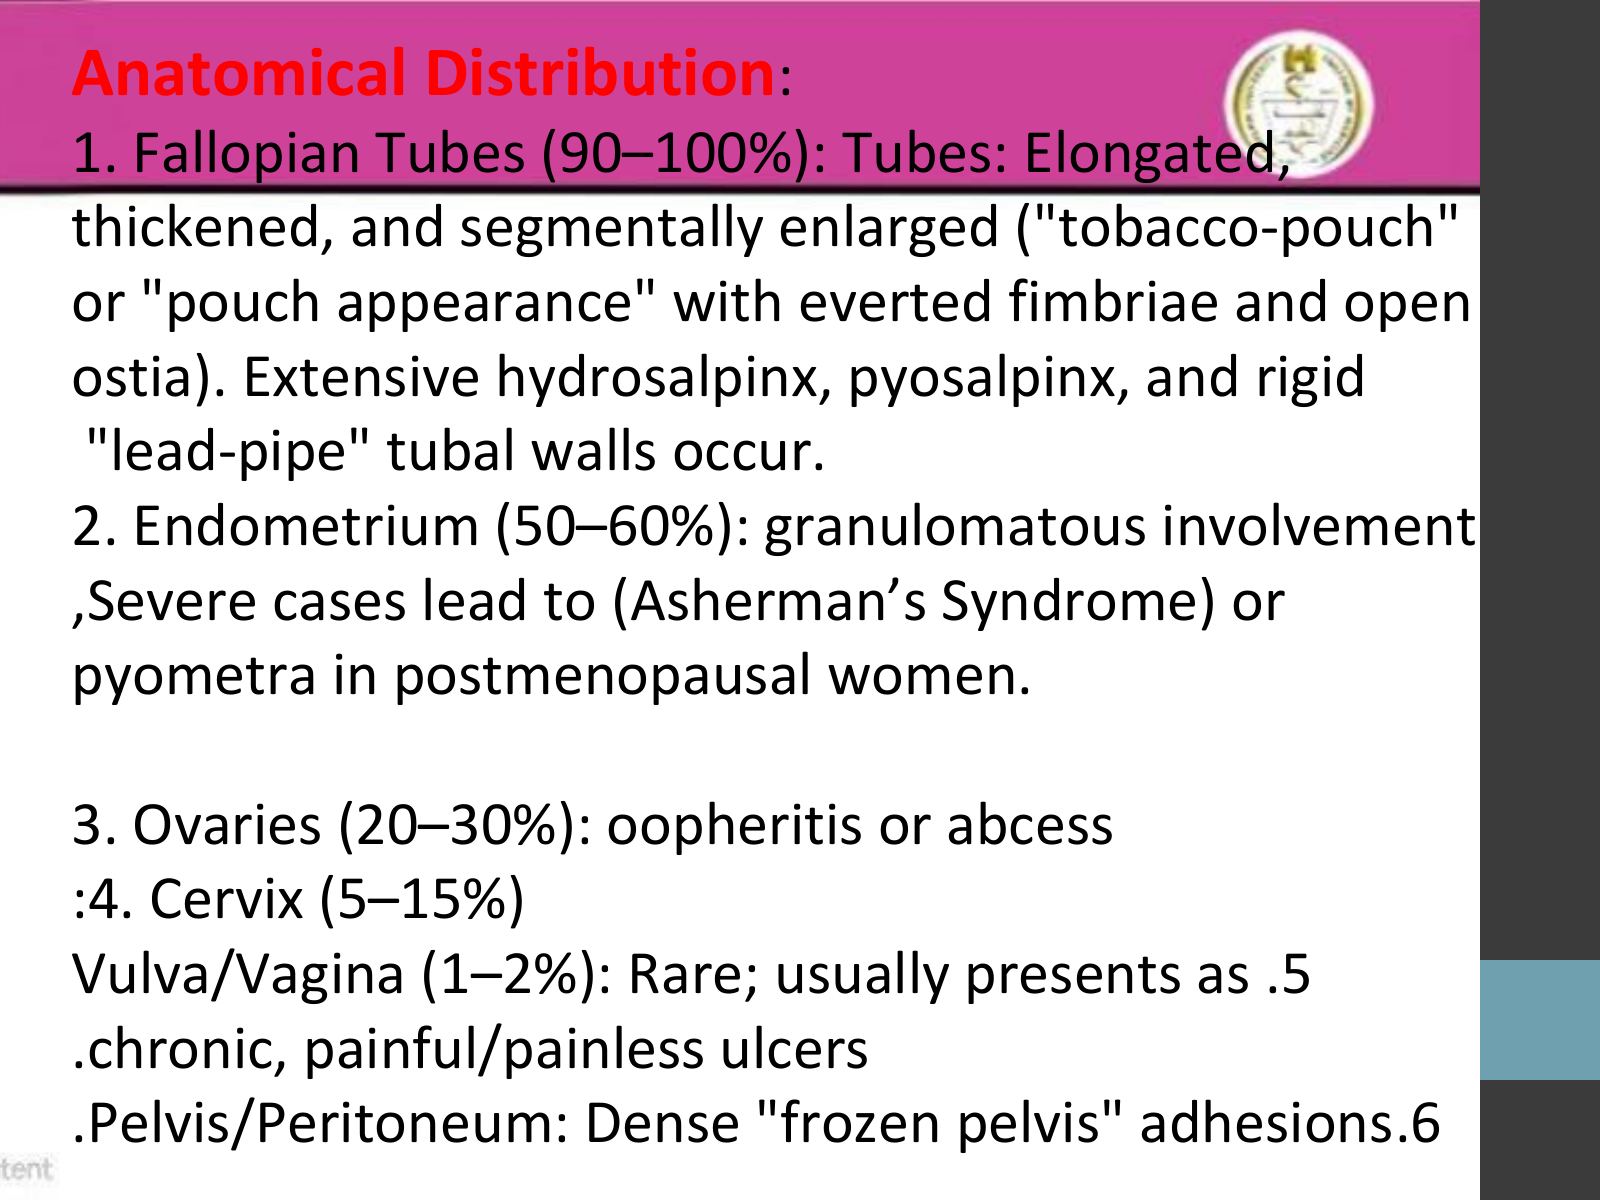 Anatomical Distribution:
1. Fallopian Tubes (90–100%): Tubes: Elongated,
thickened, and segmentally enlarged ("tobacco-pouch"
or "pouch appearance" with everted fimbriae and open
ostia). Extensive hydrosalpinx, pyosalpinx, and rigid
"lead-pipe" tubal walls occur.
2. Endometrium (50–60%): granulomatous involvement
,Severe cases lead to (Asherman’s Syndrome) or
pyometra in postmenopausal women.
3. Ovaries (20–30%): oopheritis or abcess
:4. Cervix (5–15%)
Vulva/Vagina (1–2%): Rare; usually presents as .5
.chronic, painful/painless ulcers
.Pelvis/Peritoneum: Dense "frozen pelvis" adhesions.6
tent